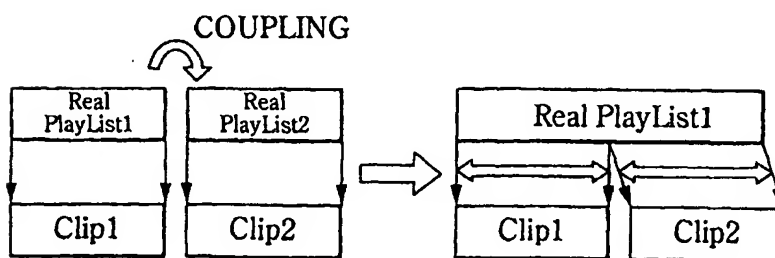 COUPLING
Real
PlayList1
Real
PlayList2
Real PlayList1
Clip1
Clip2
Clip1
Clip2